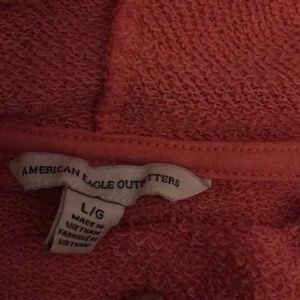 AMERICAN EAGLE OUTFITTERS
L/G
MADE IN
VIETNAM
FABRIQUÉ AU
VIETNAM